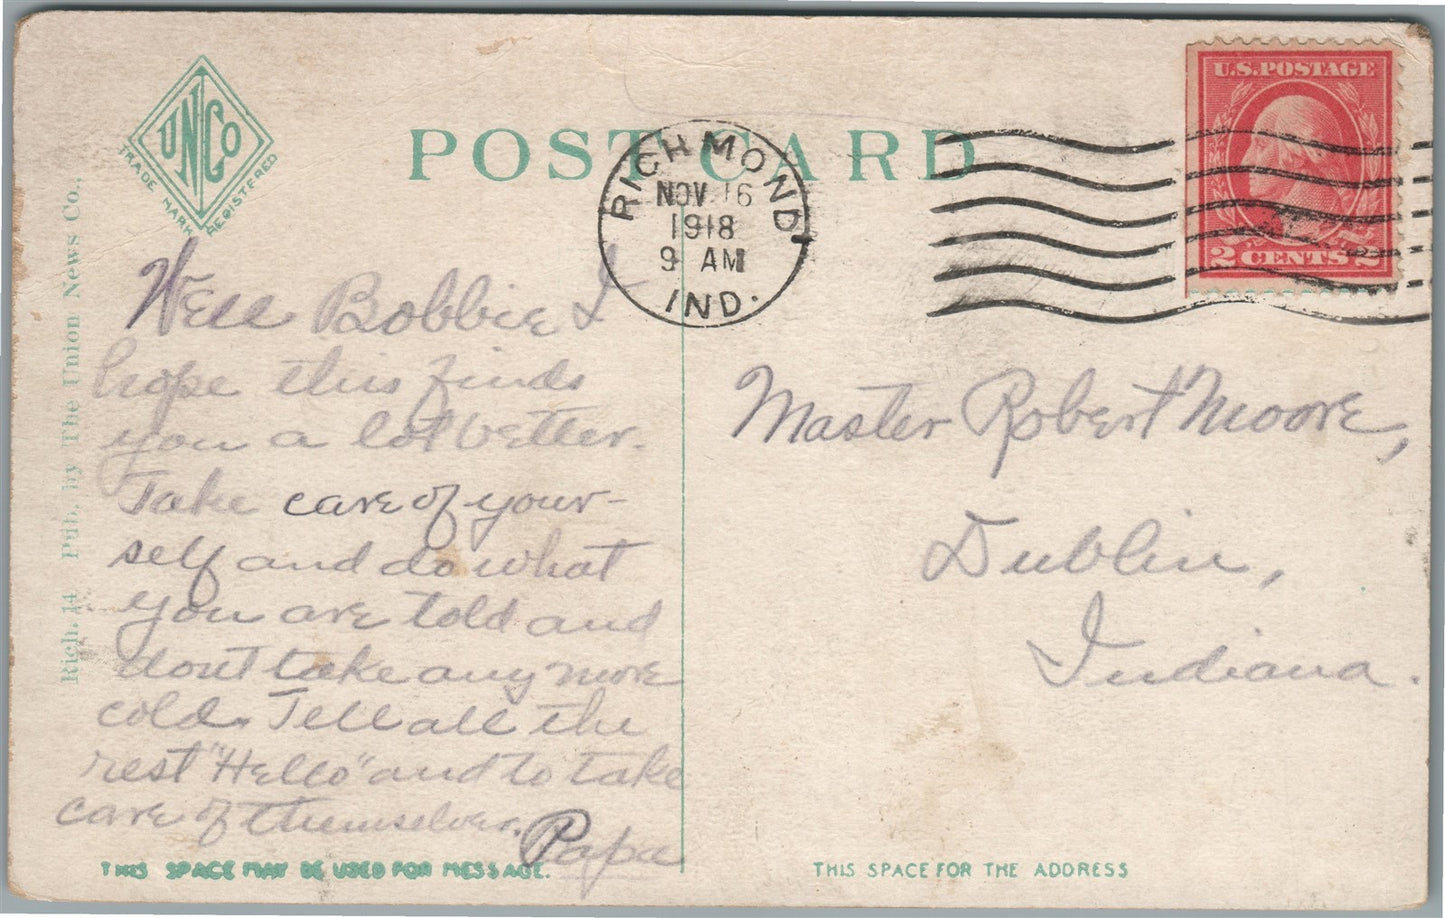 UNCo
TRADE MARK REGISTERED
POST CARD
RICHMOND
NOV 16
1918
9 AM
IND.
U.S. POSTAGE
2 CENTS 2
Rich. 14 Pub. by The Union News Co.,
Well Bobbie I
hope this finds
you a lot better.
Take care of your-
self and do what
you are told and
dont take any more
cold. Tell all the
rest "Hello" and to take
care of themselves.
Papa
Master Robert Moore,
Dublin,
Indiana.
THIS SPACE MAY BE USED FOR MESSAGE.
THIS SPACE FOR THE ADDRESS